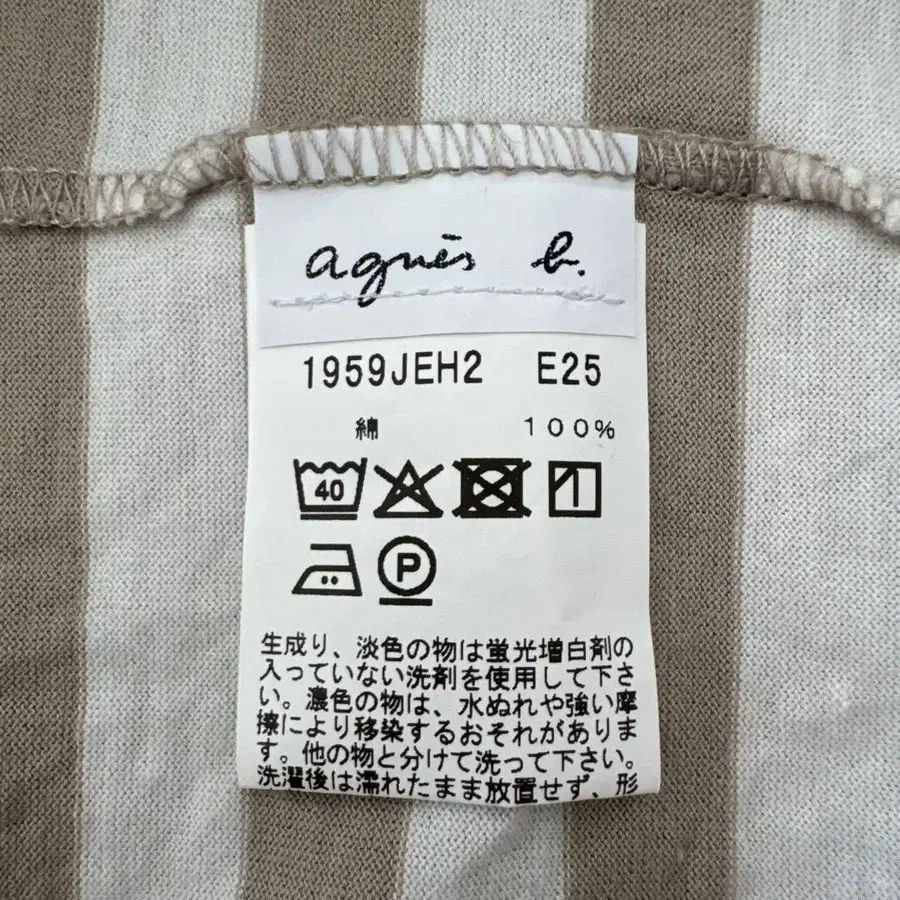 agnès b.
1959JEH2 E25
綿 100%
40
P
生成り、淡色の物は蛍光増白剤の
入っていない洗剤を使用して下さ
い。濃色の物は、水ぬれや強い摩
擦により移染するおそれがありま
す。他の物と分けて洗って下さい。
洗濯後は濡れたまま放置せず、形